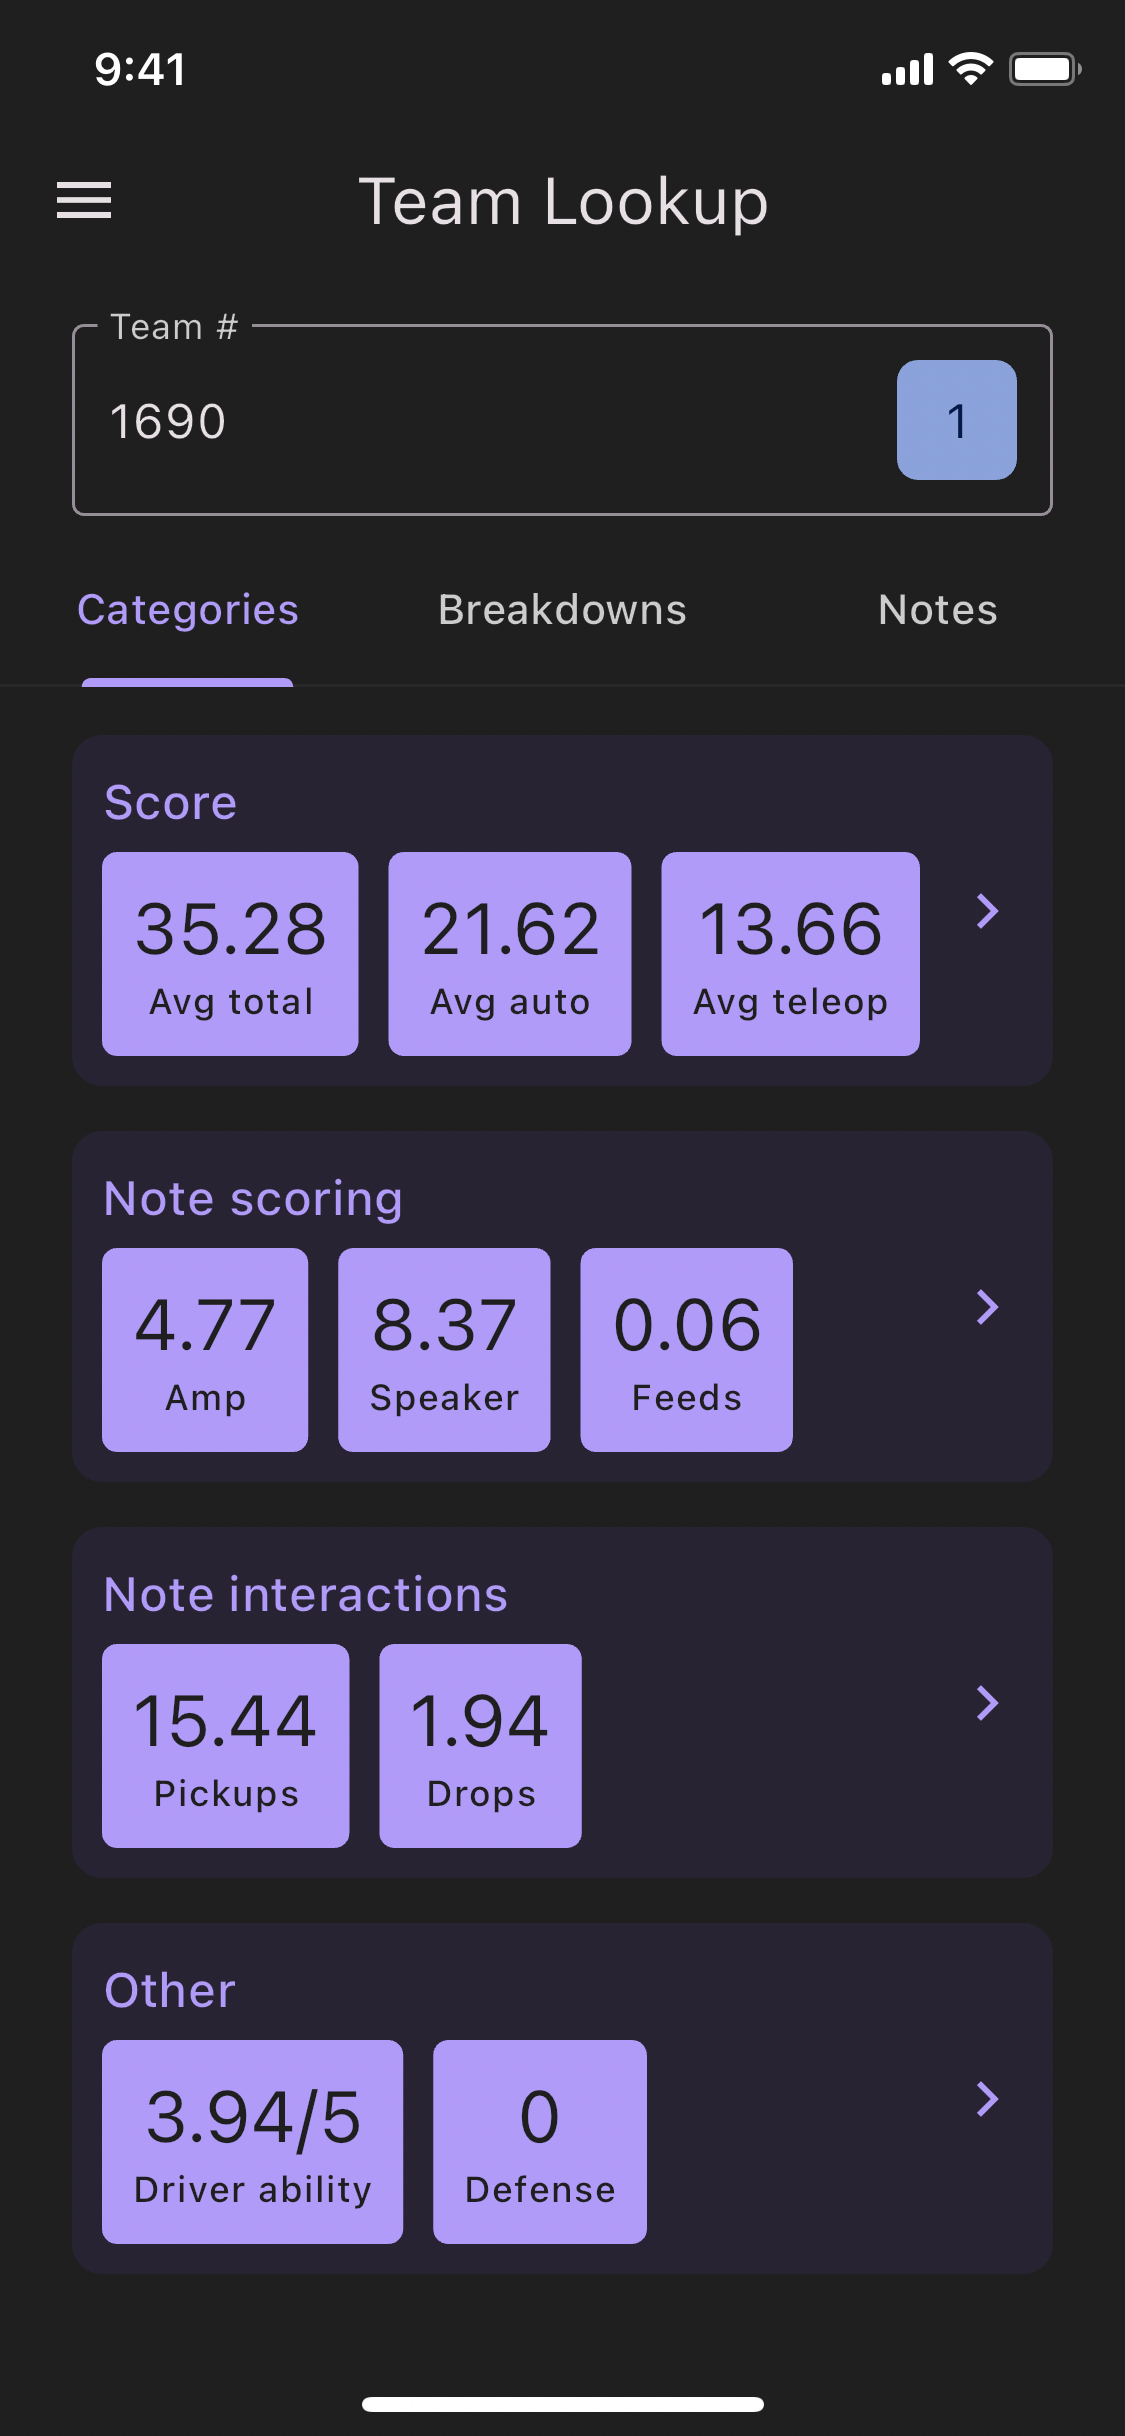 9:41
Team Lookup
Team #
1690
1
Categories Breakdowns Notes
Score
35.28 21.62 13.66
Avg total Avg auto Avg teleop
Note scoring
4.77 8.37 0.06
Amp Speaker Feeds
Note interactions
15.44 1.94
Pickups Drops
Other
3.94/5 0
Driver ability Defense